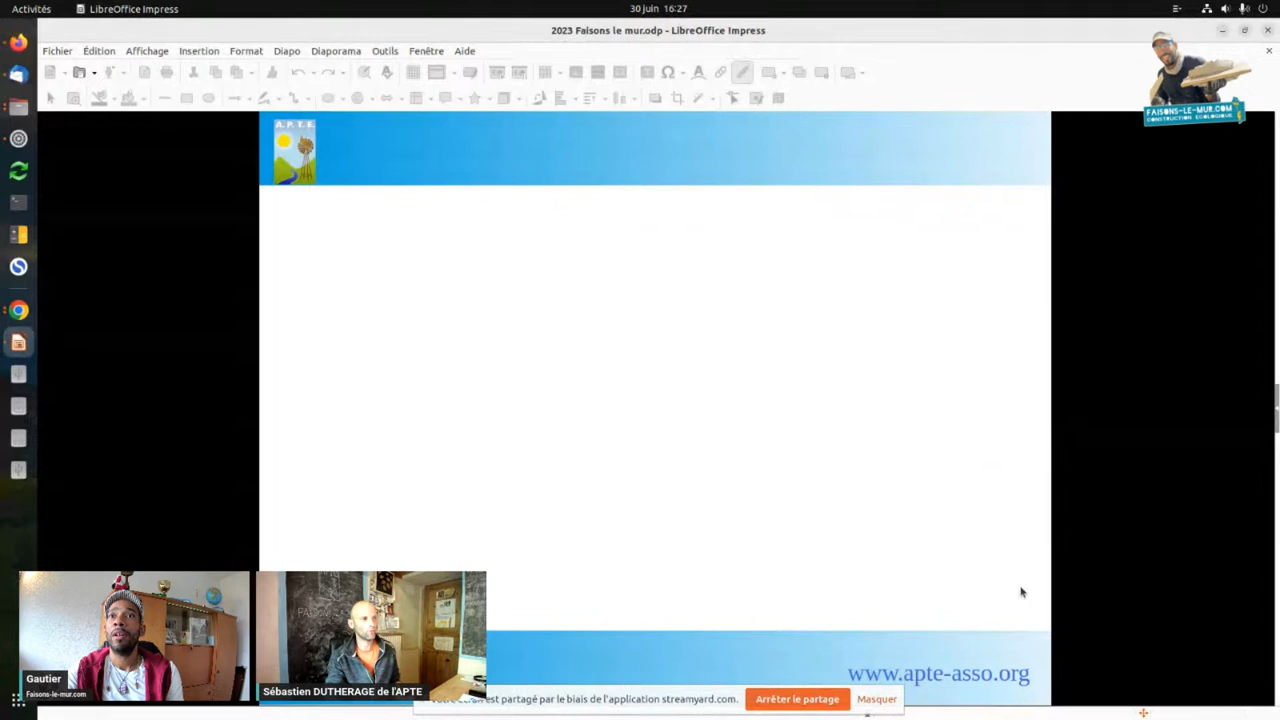 Activités
LibreOffice Impress
30 juin 16:27
2023 Faisons le mur.odp - LibreOffice Impress
Fichier Édition Affichage Insertion Format Diapo Diaporama Outils Fenêtre Aide
FAISONS-LE-MUR.COM
CONSTRUCTION ECOLOGIQUE
A. P. T. E.
Gautier
Faisons-le-mur.com
Sébastien DUTHERAGE de l'APTE
www.apte-asso.org
est partagé par le biais de l'application streamyard.com.
Arrêter le partage
Masquer